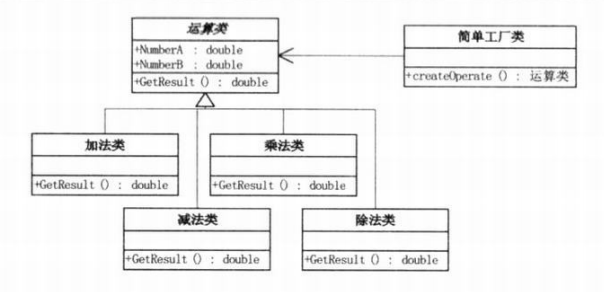 运算类
+NumberA : double
+NumberB : double
+GetResult () : double
简单工厂类
+createOperate () : 运算类
加法类
+GetResult () : double
乘法类
+GetResult () : double
减法类
+GetResult () : double
除法类
+GetResult () : double